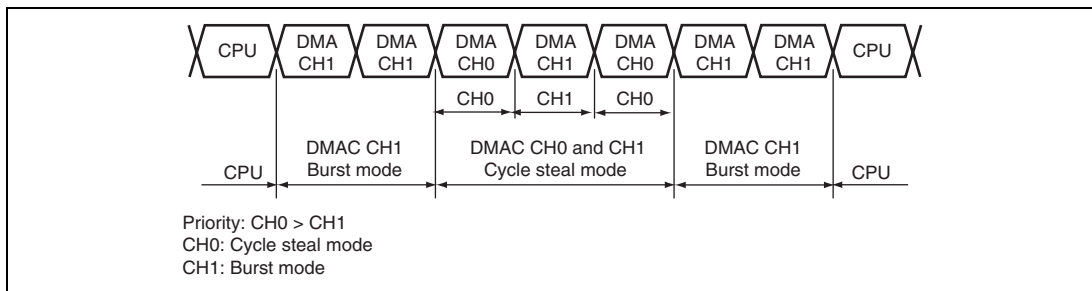 CPU DMA CH1 DMA CH1 DMA CH0 DMA CH1 DMA CH0 DMA CH1 DMA CH1 CPU
CH0 CH1 CH0
DMAC CH1 DMAC CH0 and CH1 DMAC CH1
CPU Burst mode Cycle steal mode Burst mode CPU
Priority: CH0 > CH1
CH0: Cycle steal mode
CH1: Burst mode